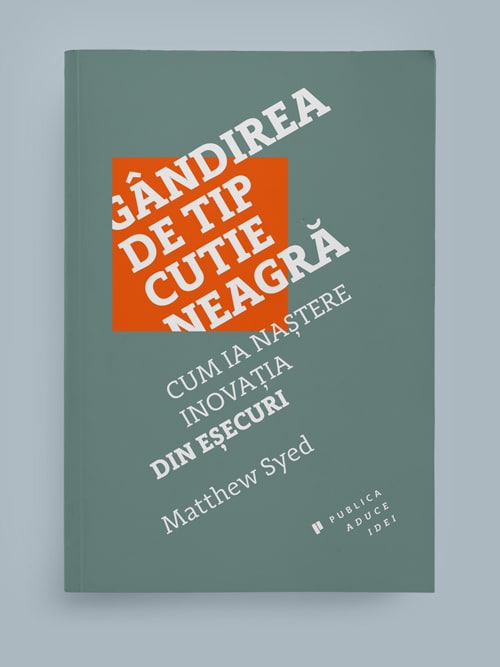 GÂNDIREA
DE TIP
CUTIE
NEAGRĂ
CUM IA NAȘTERE
INOVAȚIA
DIN EȘECURI
Matthew Syed
PUBLICA
ADUCE
IDEI